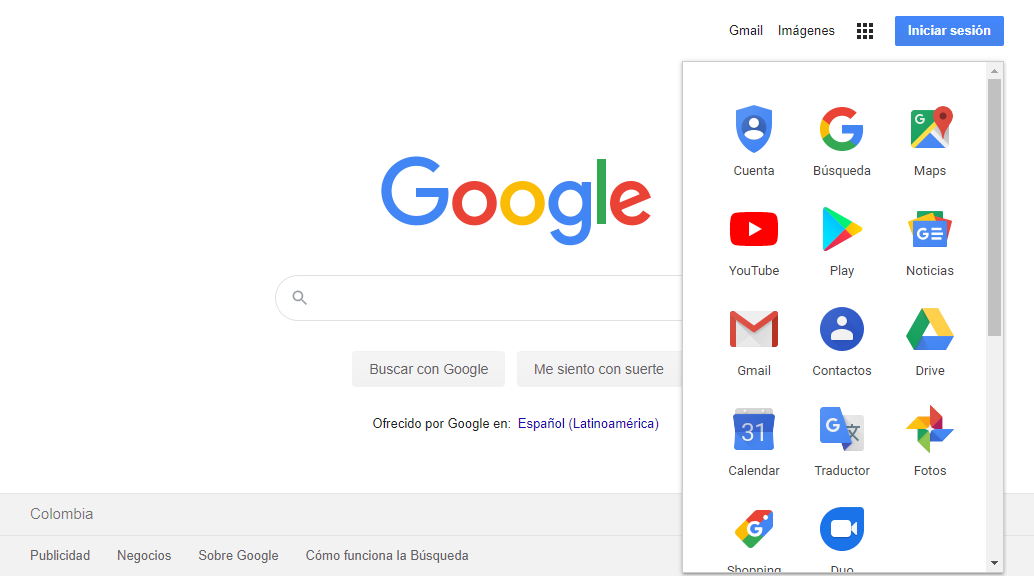 Gmail Imágenes Iniciar sesión
Google
Cuenta Búsqueda Maps
YouTube Play Noticias
Gmail Contactos Drive
31
Calendar Traductor Fotos
Shopping Duo
Buscar con Google Me siento con suerte
Ofrecido por Google en: Español (Latinoamérica)
Colombia
Publicidad Negocios Sobre Google Cómo funciona la Búsqueda